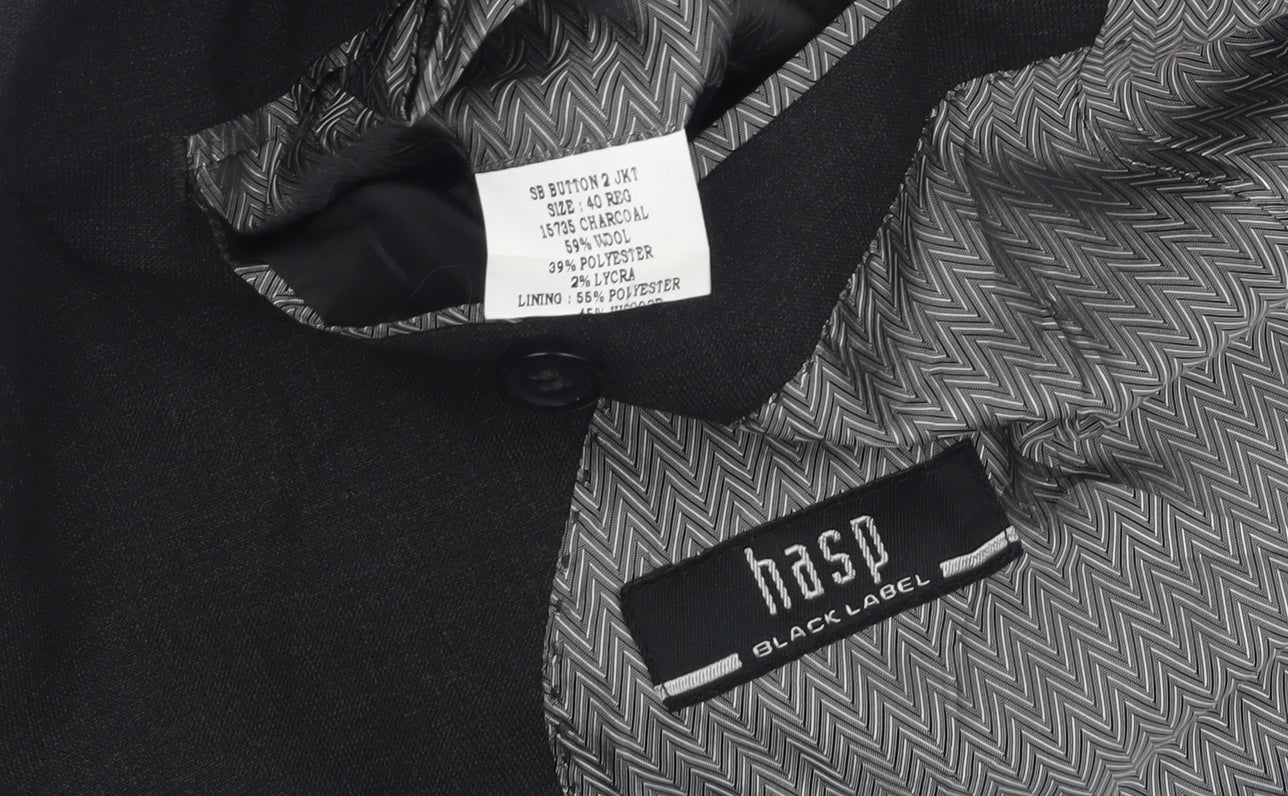 SB BUTTON 2 JKT
SIZE : 40 REG
15735 CHARCOAL
59% WOOL
39% POLYESTER
2% LYCRA
LINING : 55% POLYESTER
45%
hasp
BLACK LABEL